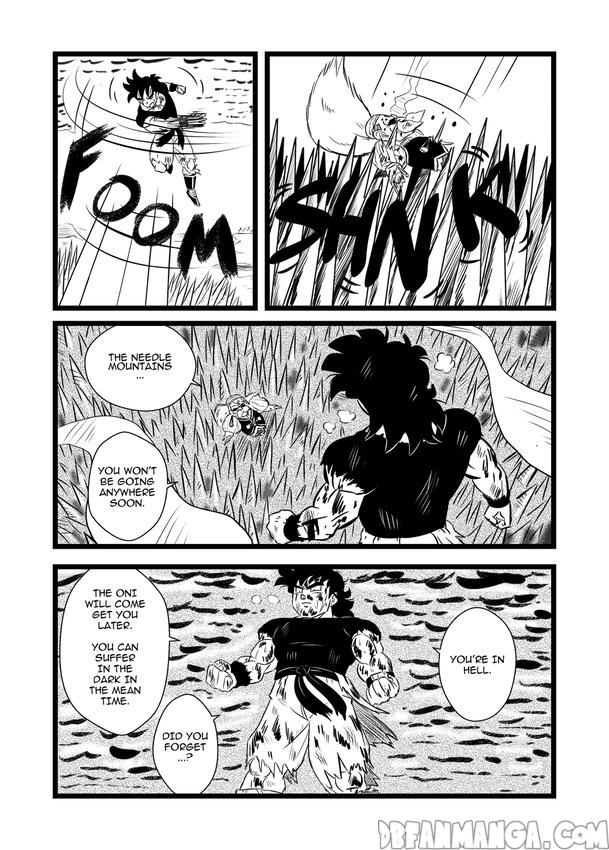 FOOM
SHNK
THE NEEDLE
MOUNTAINS
...
YOU WON'T
BE GOING
ANYWHERE
SOON.
THE ONI
WILL COME
GET YOU
LATER.
YOU CAN
SUFFER
IN THE
DARK IN
THE MEAN
TIME.
DID YOU
FORGET
...?
YOU'RE IN
HELL.
DBFANMANGA.COM